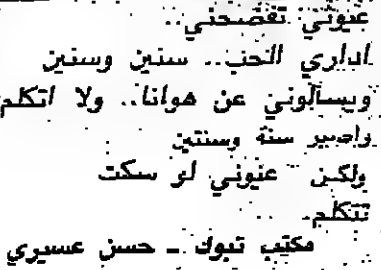 عيوني تفضحني..
اداري الحب.. سنين وسنين
ويسالوني عن هوانا.. ولا اتكلم
واصبر سنة وسنتين
ولكن عيوني لو سكت
تتكلم..
مكتب تبوك ـ حسن عسيري